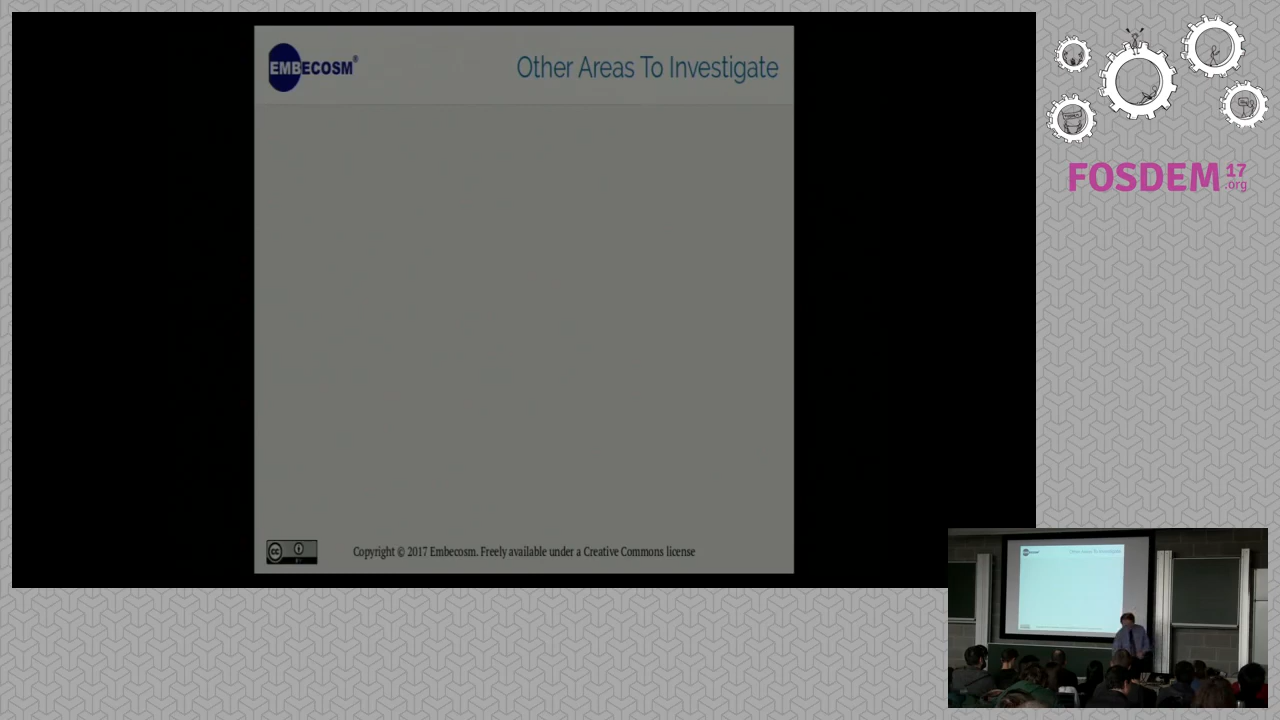 EMBECOSM®
Other Areas To Investigate
Copyright © 2017 Embecosm. Freely available under a Creative Commons license
FOSDEM 17
.org